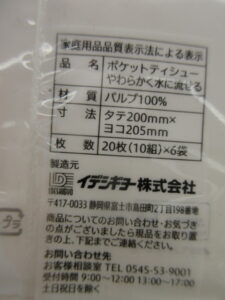 家庭用品品質表示法による表示
品名 ポケットティシュー
やわらかく水に流せる
材質 パルプ100%
寸法 タテ200mm×
ヨコ205mm
枚数 20枚(10組)×6袋
製造元
イデシギョー株式会社
〒417-0033 静岡県富士市島田町2丁目198番地
商品についてのお問い合わせ・お気づき
の点がございましたら現品をお取り置き
の上、下記までご連絡ください。
お問い合わせ先
お客様相談室 TEL 0545-53-9001
受付時間 9:00~12:00 13:00~17:00
土日祝日を除く
プラ